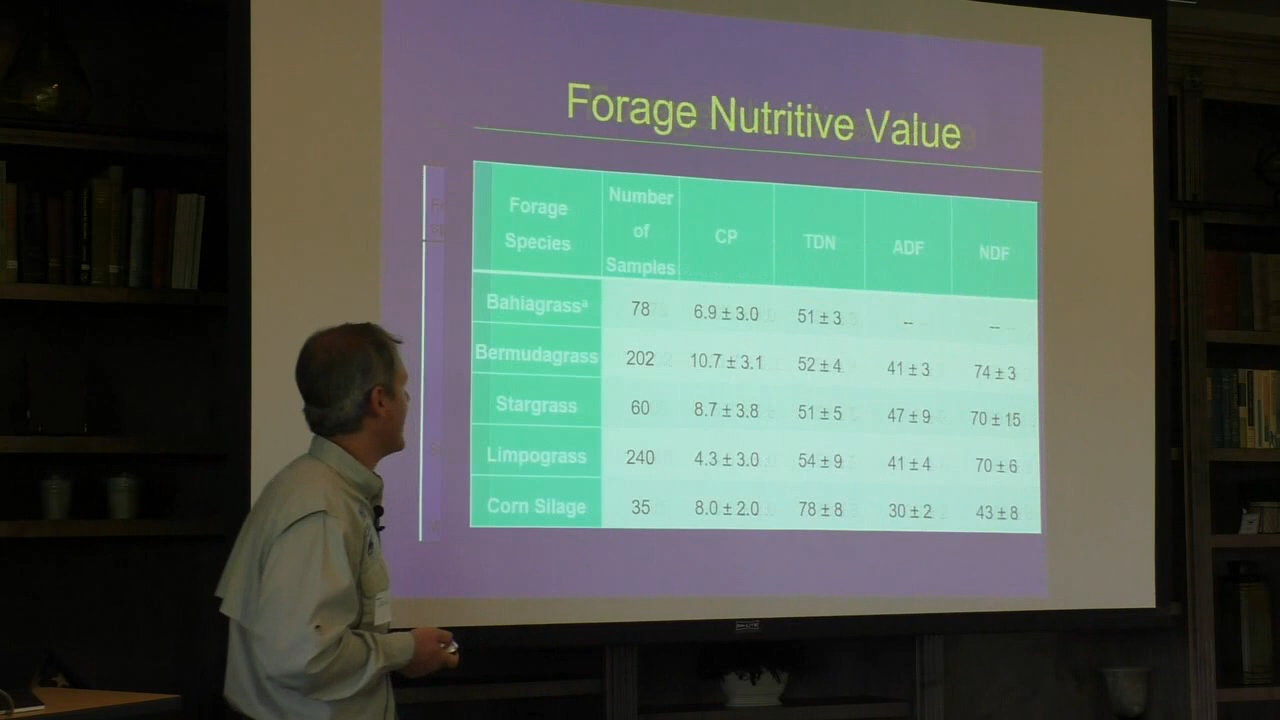 Forage Nutritive Value
Forage Species Number of Samples CP TDN ADF NDF
Bahiagrassᵃ 78 6.9 ± 3.0 51 ± 3 -- --
Bermudagrass 202 10.7 ± 3.1 52 ± 4 41 ± 3 74 ± 3
Stargrass 60 8.7 ± 3.8 51 ± 5 47 ± 9 70 ± 15
Limpograss 240 4.3 ± 3.0 54 ± 9 41 ± 4 70 ± 6
Corn Silage 35 8.0 ± 2.0 78 ± 8 30 ± 2 43 ± 8
DA-LITE